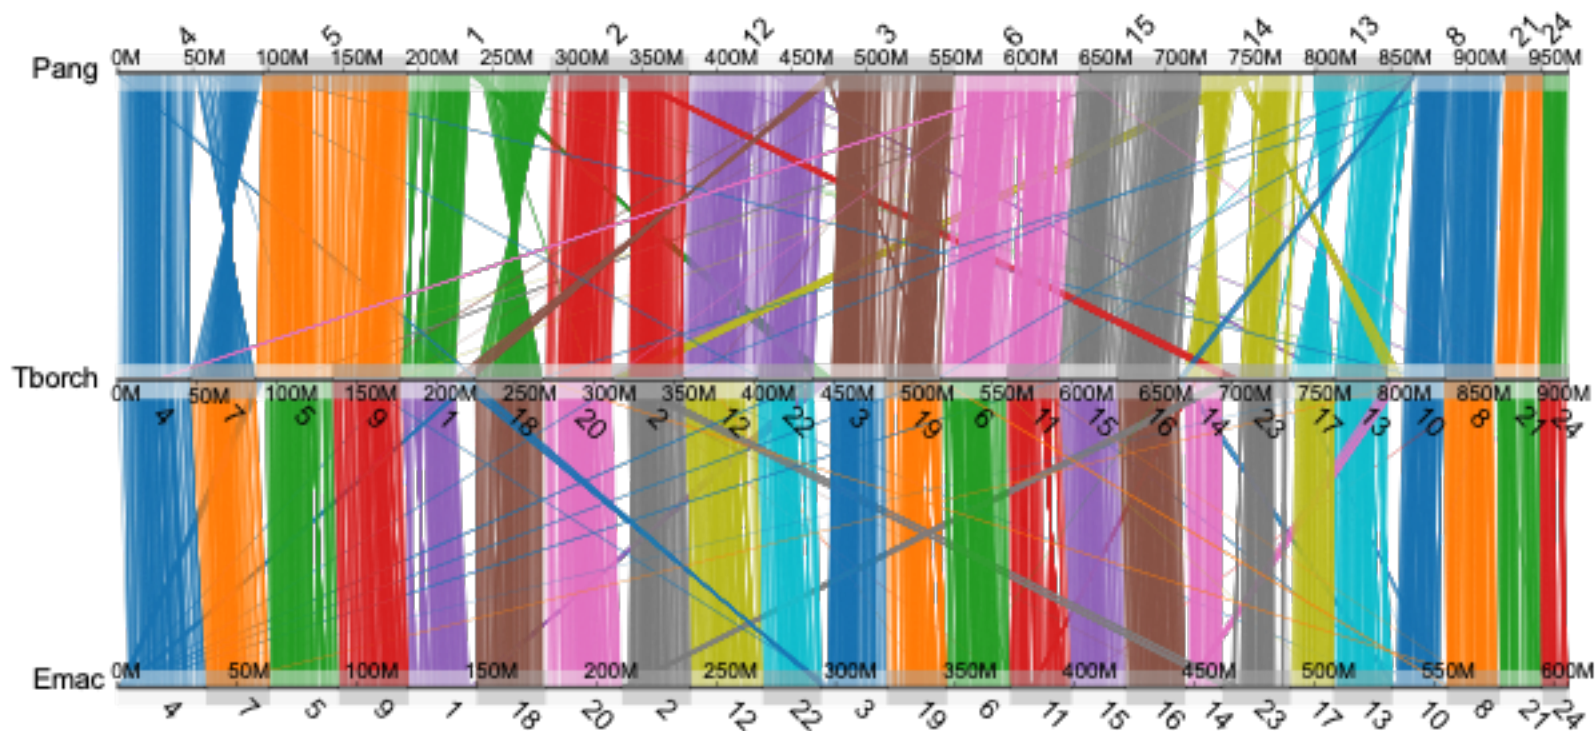 4 5 1 2 12 3 6 15 14 13 8 21 24
0M 50M 100M 150M 200M 250M 300M 350M 400M 450M 500M 550M 600M 650M 700M 750M 800M 850M 900M 950M
Pang
Tborch
0M 50M 100M 150M 200M 250M 300M 350M 400M 450M 500M 550M 600M 650M 700M 750M 800M 850M 900M
4 7 5 9 1 18 20 2 12 22 3 19 6 11 15 16 14 23 17 13 10 8 21 24
0M 50M 100M 150M 200M 250M 300M 350M 400M 450M 500M 550M 600M
Emac
4 7 5 9 1 18 20 2 12 22 3 19 6 11 15 16 14 23 17 13 10 8 21 24